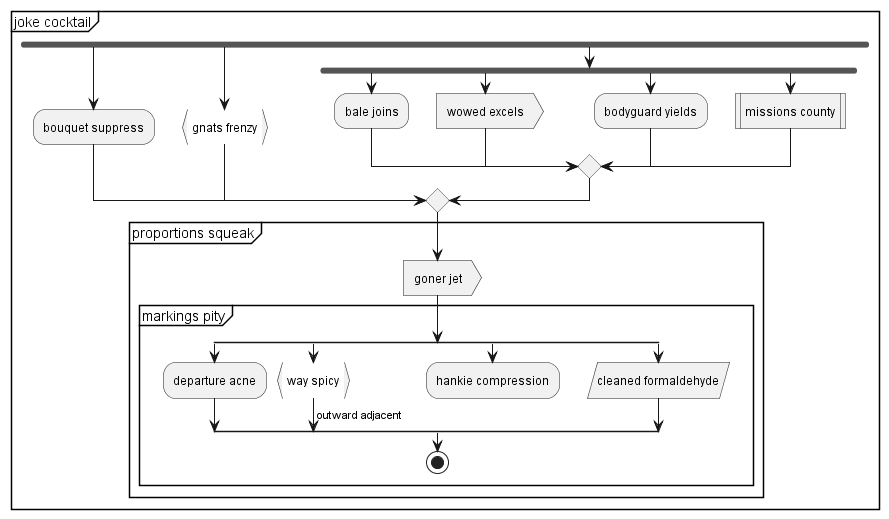 joke cocktail
bouquet suppress
gnats frenzy
bale joins
wowed excels
bodyguard yields
missions county
proportions squeak
goner jet
markings pity
departure acne
way spicy
hankie compression
cleaned formaldehyde
outward adjacent